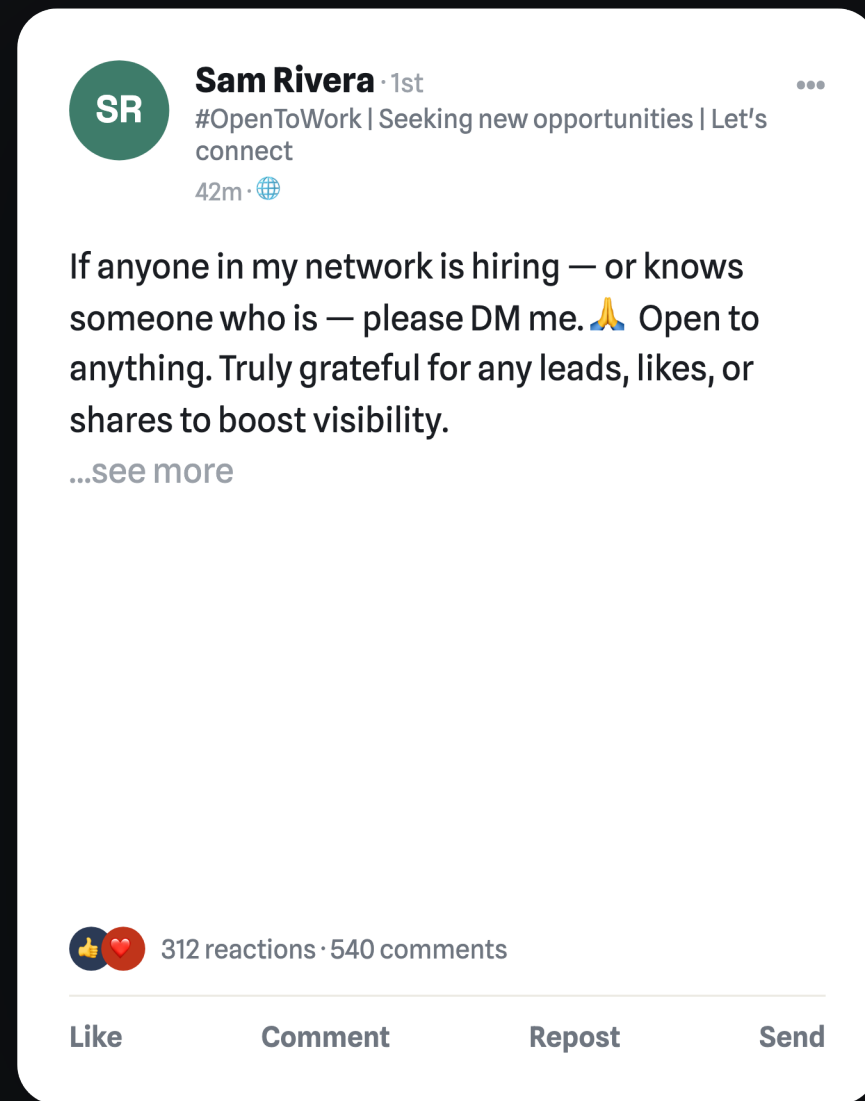 SR
Sam Rivera · 1st
#OpenToWork | Seeking new opportunities | Let's
connect
42m ·
If anyone in my network is hiring — or knows
someone who is — please DM me.🙏 Open to
anything. Truly grateful for any leads, likes, or
shares to boost visibility.
...see more
312 reactions · 540 comments
Like Comment Repost Send